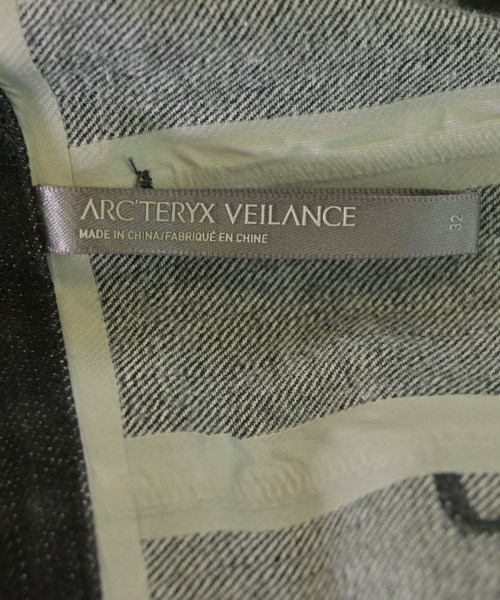 ARC'TERYX VEILANCE
MADE IN CHINA/FABRIQUÉ EN CHINE
32